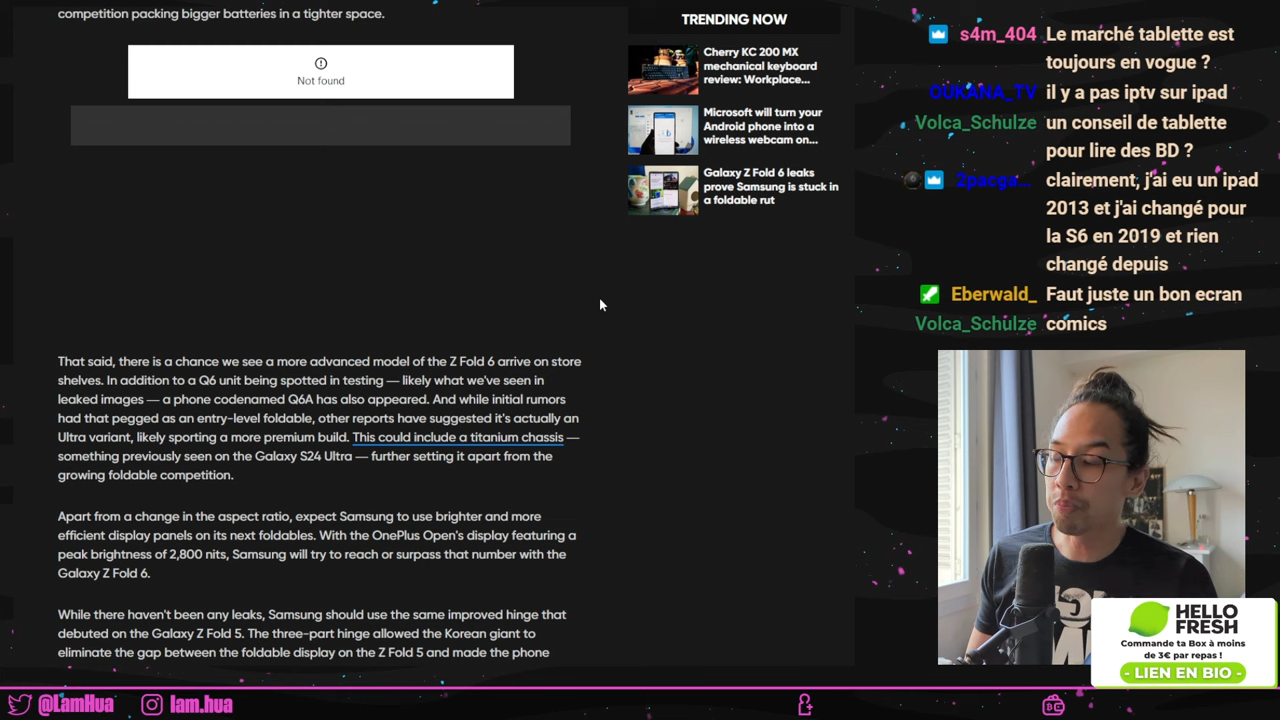 competition packing bigger batteries in a tighter space.
Not found
That said, there is a chance we see a more advanced model of the Z Fold 6 arrive on store
shelves. In addition to a Q6 unit being spotted in testing — likely what we've seen in
leaked images — a phone codenamed Q6A has also appeared. And while initial rumors
had that pegged as an entry-level foldable, other reports have suggested it's actually an
Ultra variant, likely sporting a more premium build. This could include a titanium chassis —
something previously seen on the Galaxy S24 Ultra — further setting it apart from the
growing foldable competition.
Apart from a change in the aspect ratio, expect Samsung to use brighter and more
efficient display panels on its next foldables. With the OnePlus Open's display featuring a
peak brightness of 2,800 nits, Samsung will try to reach or surpass that number with the
Galaxy Z Fold 6.
While there haven't been any leaks, Samsung should use the same improved hinge that
debuted on the Galaxy Z Fold 5. The three-part hinge allowed the Korean giant to
eliminate the gap between the foldable display on the Z Fold 5 and made the phone
TRENDING NOW
Cherry KC 200 MX
mechanical keyboard
review: Workplace...
Microsoft will turn your
Android phone into a
wireless webcam on...
Galaxy Z Fold 6 leaks
prove Samsung is stuck in
a foldable rut
s4m_404 Le marché tablette est
toujours en vogue ?
OUKANA_TV il y a pas iptv sur ipad
Volca_Schulze un conseil de tablette
pour lire des BD ?
2pacga... clairement, j'ai eu un ipad
2013 et j'ai changé pour
la S6 en 2019 et rien
changé depuis
Eberwald_ Faut juste un bon ecran
Volca_Schulze comics
HELLO
FRESH
Commande ta Box à moins
de 3€ par repas !
- LIEN EN BIO -
@LamHua
lam.hua